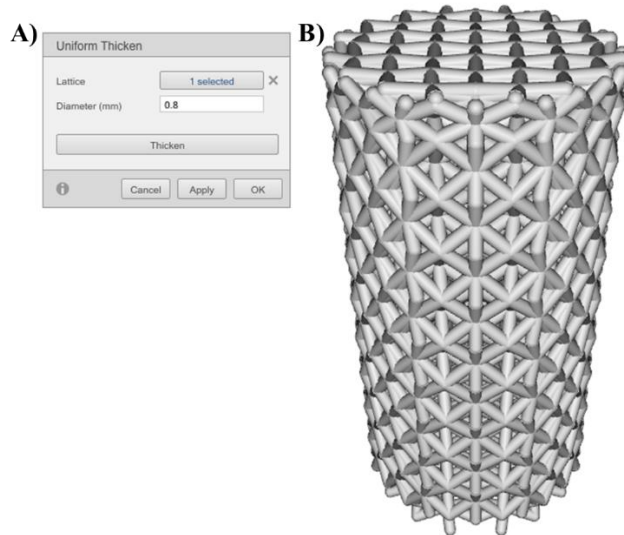 A)
Uniform Thicken
Lattice 1 selected
Diameter (mm) 0.8
Thicken
Cancel Apply OK
B)